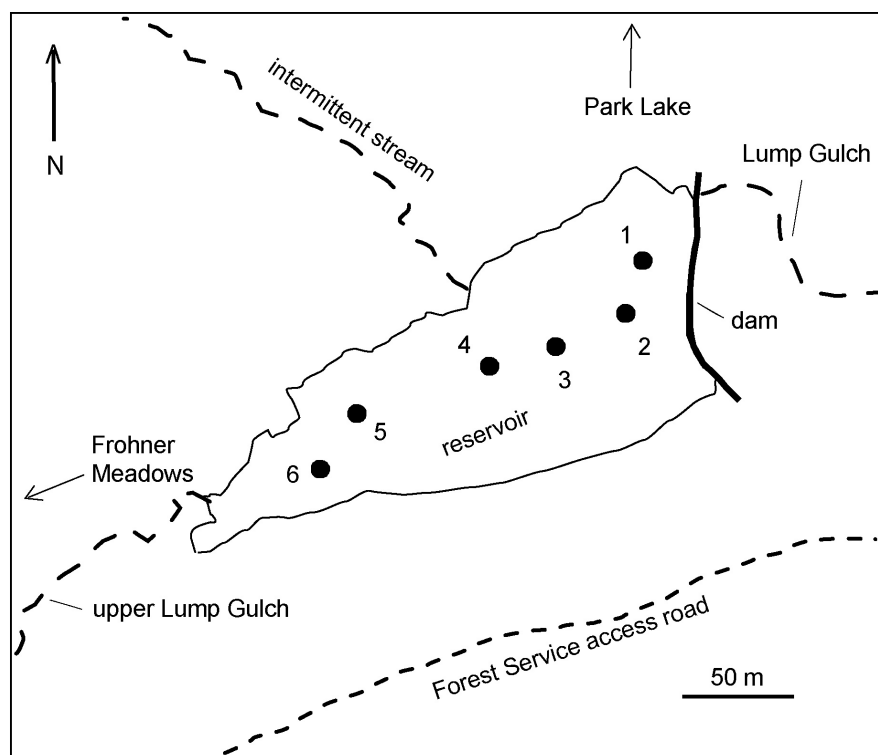 intermittent stream
Park Lake
N
Lump Gulch
1
dam
2
4
3
5
reservoir
Frohner
Meadows
6
upper Lump Gulch
Forest Service access road
50 m